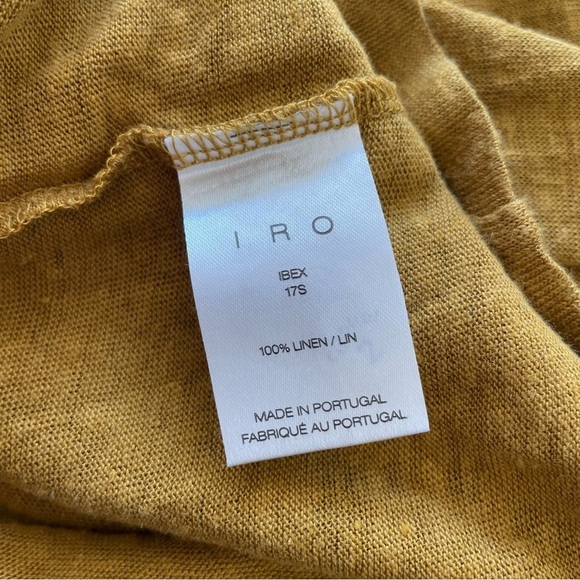 IRO
IBEX
17S
100% LINEN / LIN
MADE IN PORTUGAL
FABRIQUÉ AU PORTUGAL